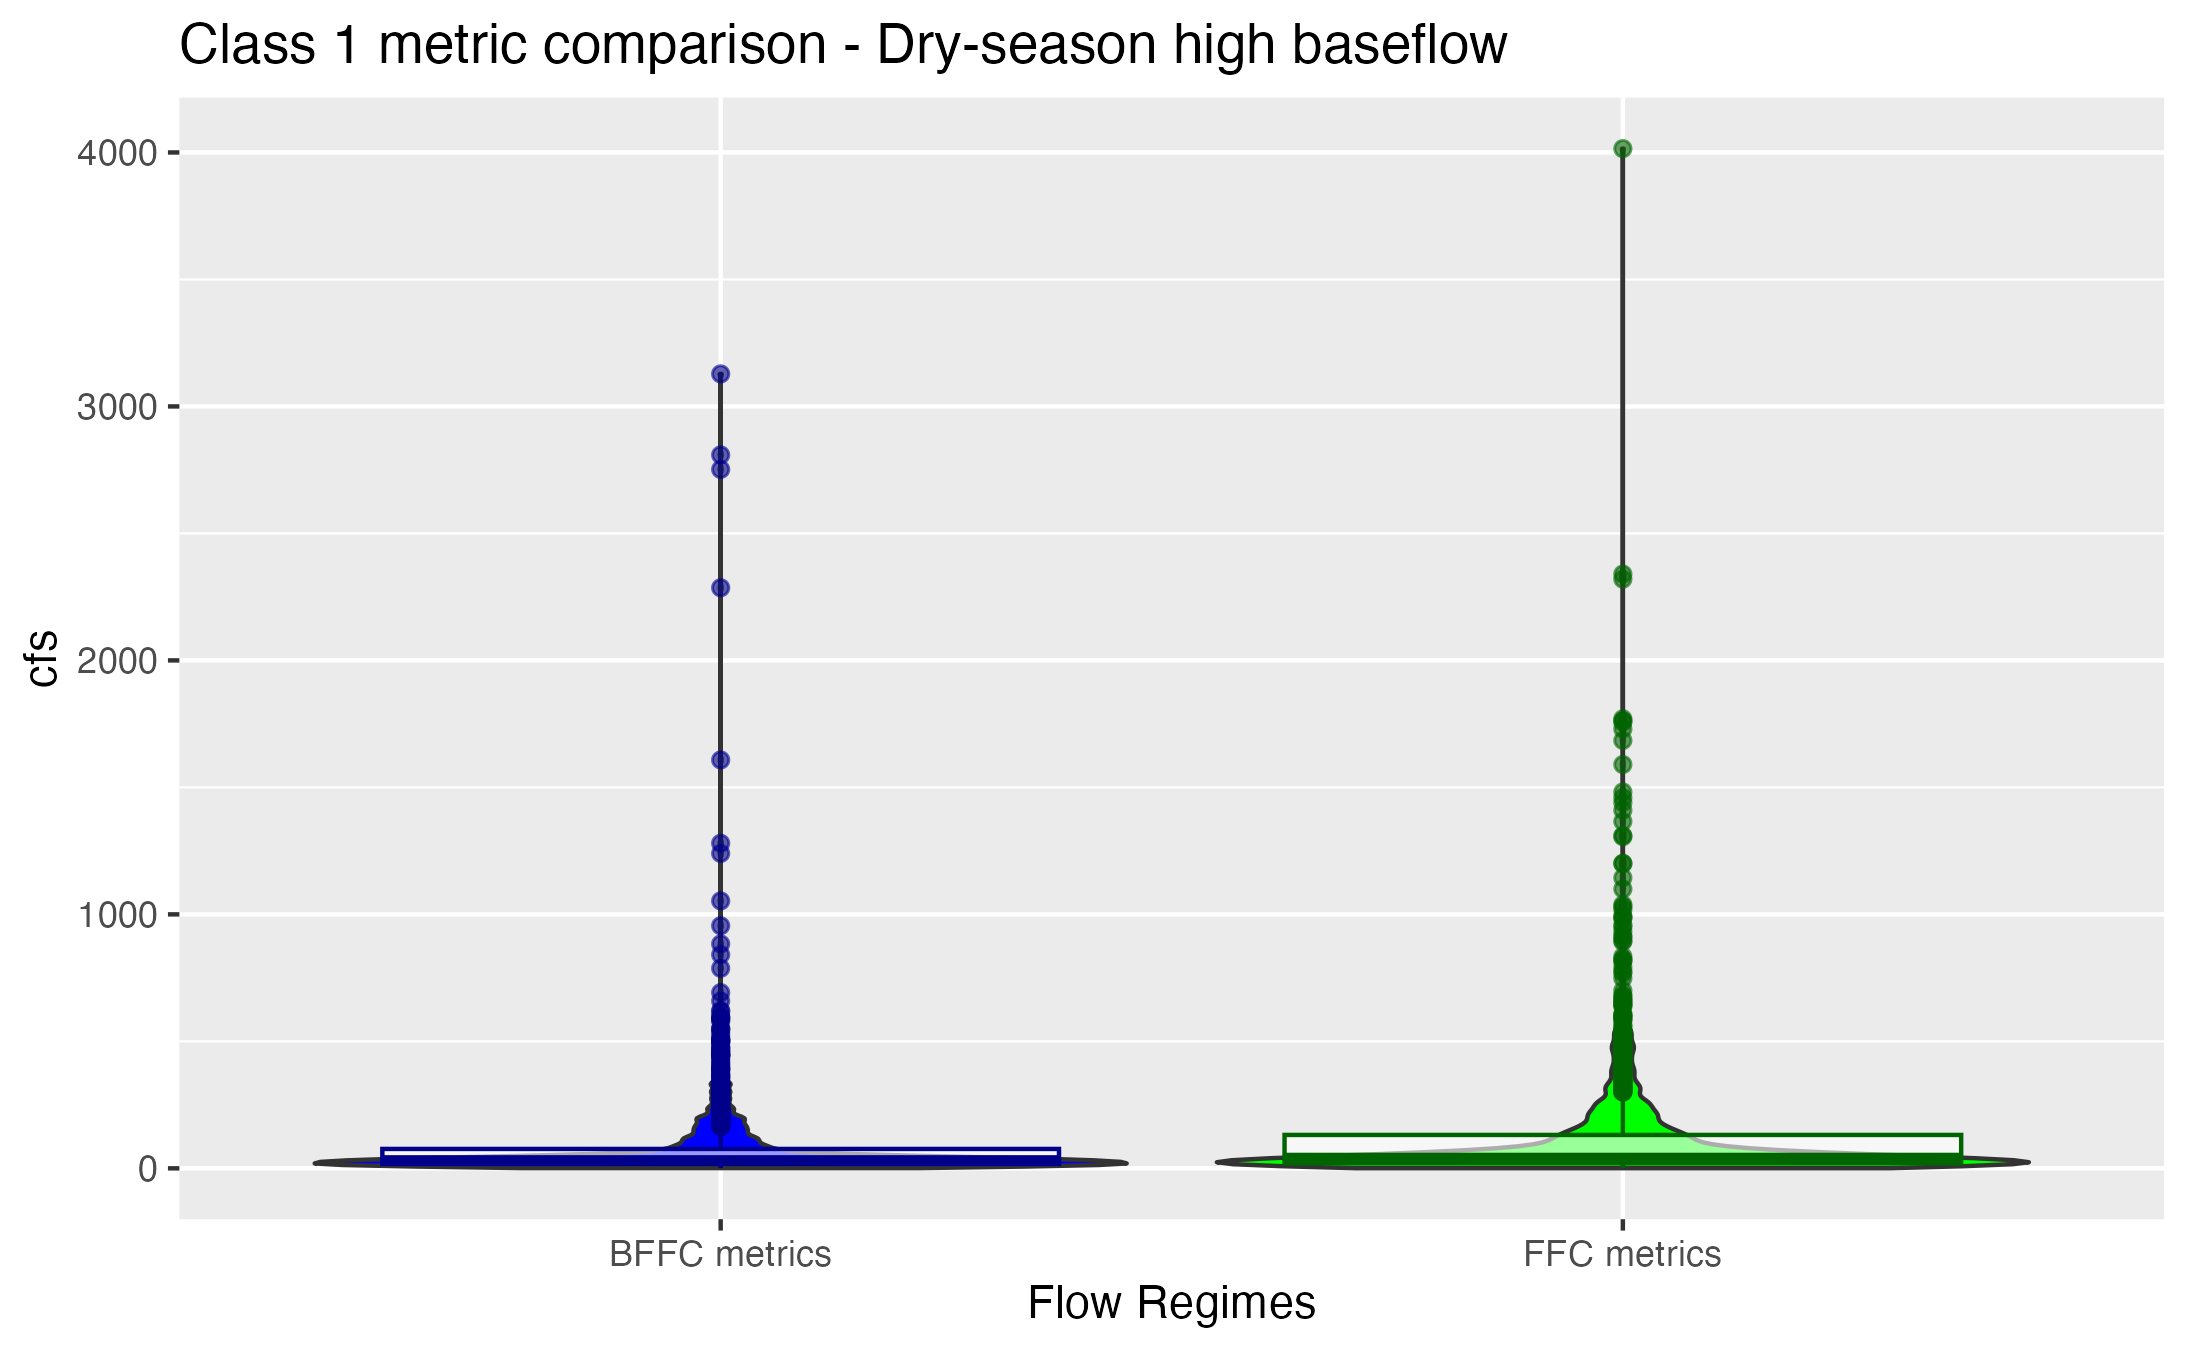 Class 1 metric comparison - Dry-season high baseflow
4000
3000
2000
1000
0
cfs
BFFC metrics
FFC metrics
Flow Regimes